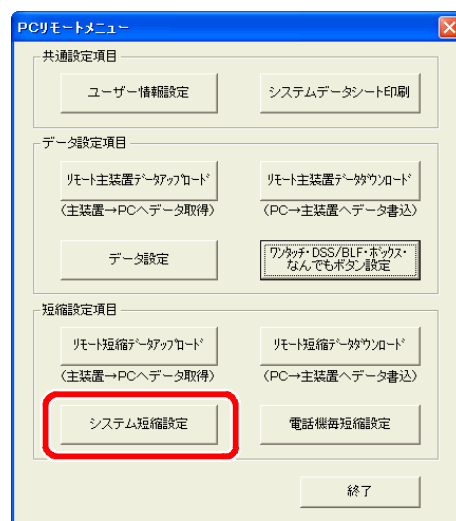 PCリモートメニュー
共通設定項目
ユーザー情報設定
システムデータシート印刷
データ設定項目
ﾘﾓｰﾄ主装置ﾃﾞｰﾀｱｯﾌﾟﾛｰﾄﾞ
ﾘﾓｰﾄ主装置ﾃﾞｰﾀﾀﾞｳﾝﾛｰﾄﾞ
(主装置→PCへデータ取得)
(PC→主装置へデータ書込)
データ設定
ﾜﾝﾀｯﾁ・DSS/BLF・ﾎﾞｯｸｽ・
なんでもボタン設定
短縮設定項目
ﾘﾓｰﾄ短縮ﾃﾞｰﾀｱｯﾌﾟﾛｰﾄﾞ
ﾘﾓｰﾄ短縮ﾃﾞｰﾀﾀﾞｳﾝﾛｰﾄﾞ
(主装置→PCへデータ取得)
(PC→主装置へデータ書込)
システム短縮設定
電話機毎短縮設定
終了